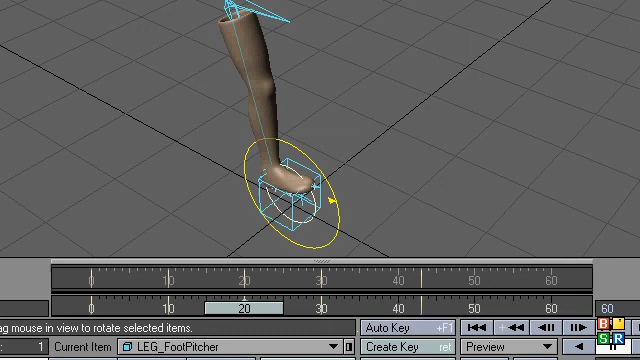 0 10 20 30 40 50 60
0 10 20 30 40 50 60
ag mouse in view to rotate selected items.
Auto Key +F1
: 1 Current Item LEG_FootPitcher
Create Key ret
Preview
B
S R